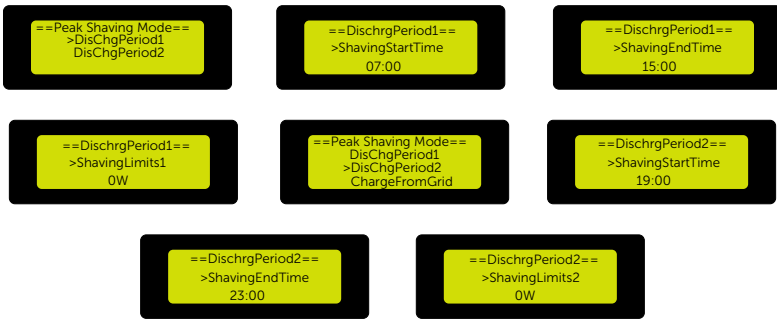 ==Peak Shaving Mode==
>DisChgPeriod1
DisChgPeriod2
==DischrgPeriod1==
>ShavingStartTime
07:00
==DischrgPeriod1==
>ShavingEndTime
15:00
==DischrgPeriod1==
>ShavingLimits1
0W
==Peak Shaving Mode==
DisChgPeriod1
>DisChgPeriod2
ChargeFromGrid
==DischrgPeriod2==
>ShavingStartTime
19:00
==DischrgPeriod2==
>ShavingEndTime
23:00
==DischrgPeriod2==
>ShavingLimits2
0W